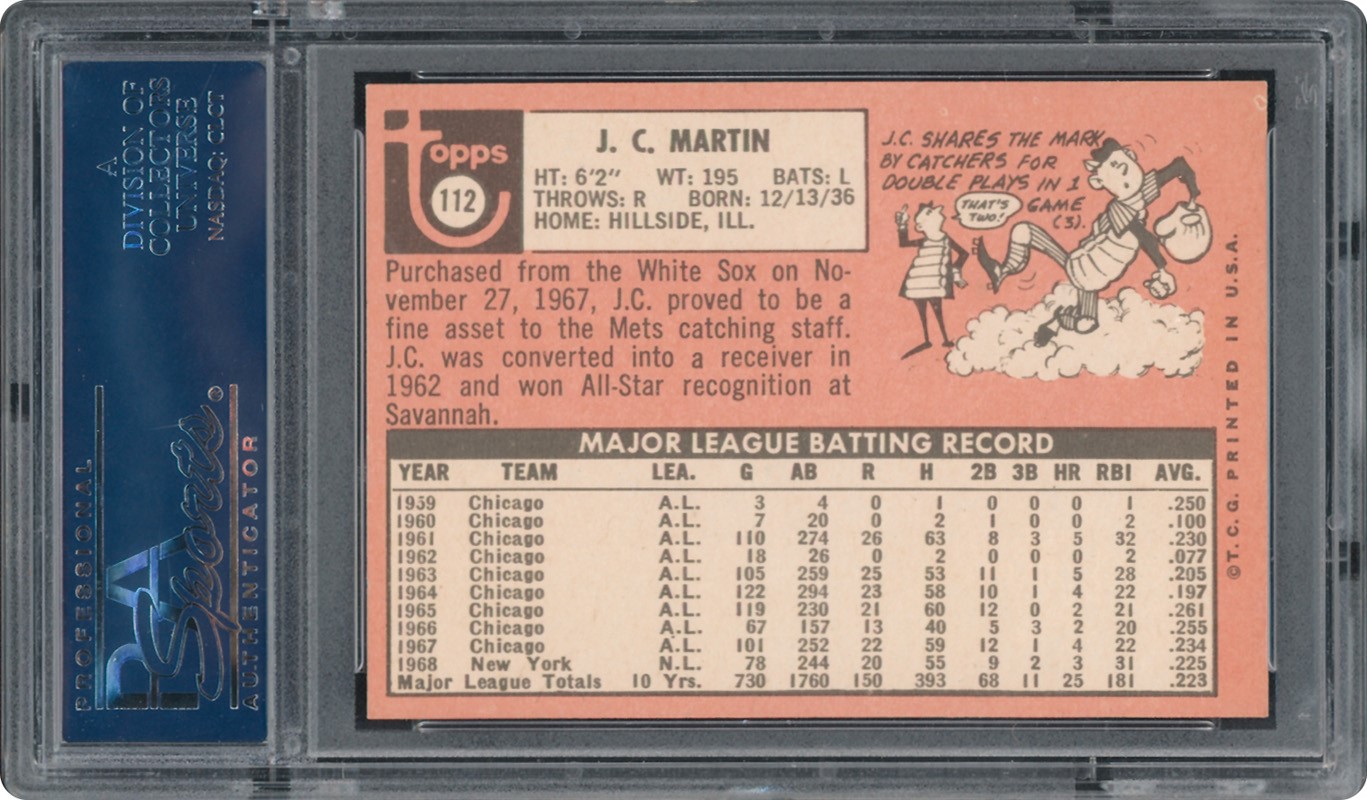 A
DIVISION OF
COLLECTORS
UNIVERSE
NASDAQ: CLCT
PROFESSIONAL
PSA
Sports®
AUTHENTICATOR
topps
112
J. C. MARTIN
HT: 6'2" WT: 195 BATS: L
THROWS: R BORN: 12/13/36
HOME: HILLSIDE, ILL.
J.C. SHARES THE MARK
BY CATCHERS FOR
DOUBLE PLAYS IN 1
GAME
(3).
THAT'S
TWO!
Purchased from the White Sox on No-
vember 27, 1967, J.C. proved to be a
fine asset to the Mets catching staff.
J.C. was converted into a receiver in
1962 and won All-Star recognition at
Savannah.
MAJOR LEAGUE BATTING RECORD
YEAR TEAM LEA. G AB R H 2B 3B HR RBI AVG.
1959 Chicago A.L. 3 4 0 1 0 0 0 1 .250
1960 Chicago A.L. 7 20 0 2 1 0 0 2 .100
1961 Chicago A.L. 110 274 26 63 8 3 5 32 .230
1962 Chicago A.L. 18 26 0 2 0 0 0 2 .077
1963 Chicago A.L. 105 259 25 53 11 1 5 28 .205
1964 Chicago A.L. 122 294 23 58 10 1 4 22 .197
1965 Chicago A.L. 119 230 21 60 12 0 2 21 .261
1966 Chicago A.L. 67 157 13 40 5 3 2 20 .255
1967 Chicago A.L. 101 252 22 59 12 1 4 22 .234
1968 New York N.L. 78 244 20 55 9 2 3 31 .225
Major League Totals 10 Yrs. 730 1760 150 393 68 11 25 181 .223
©T.C.G. PRINTED IN U.S.A.